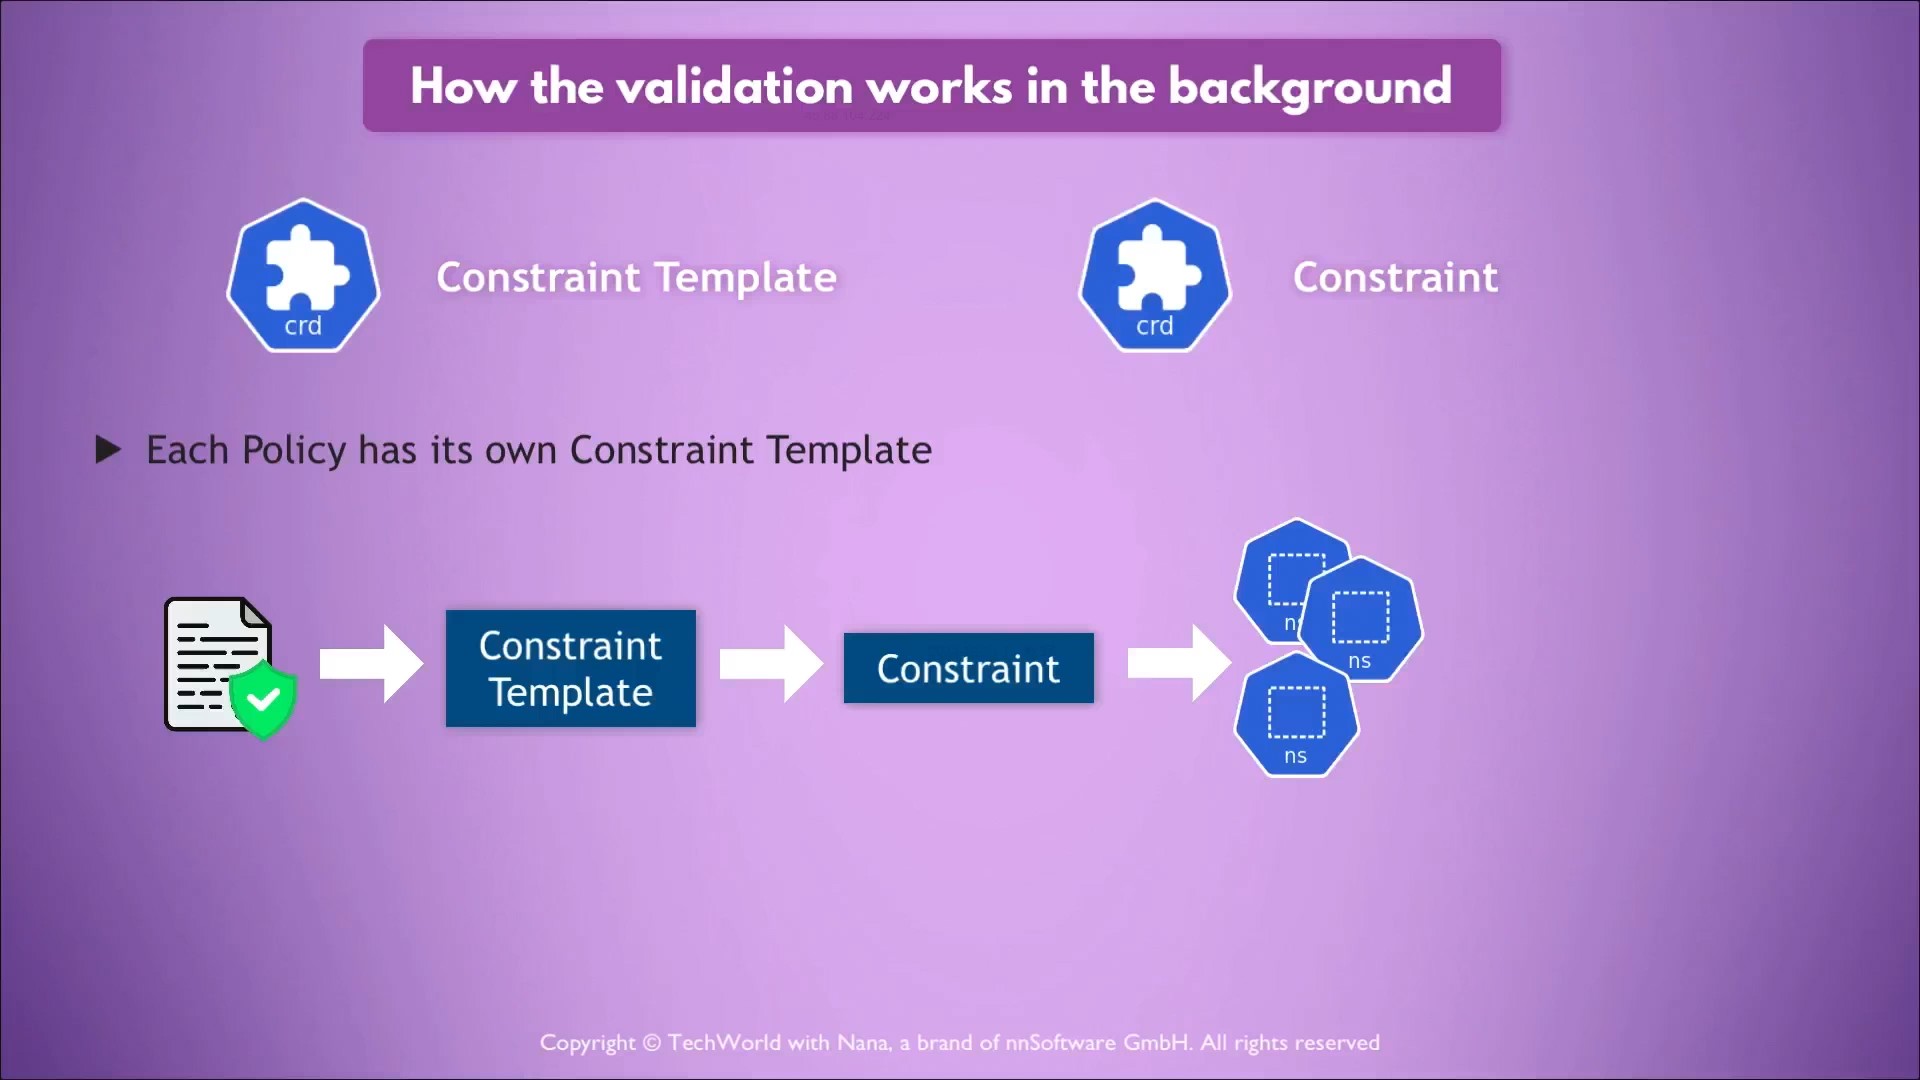 How the validation works in the background
crd
Constraint Template
crd
Constraint
▶ Each Policy has its own Constraint Template
Constraint
Template
Constraint
ns
ns
Copyright © TechWorld with Nana, a brand of nnSoftware GmbH. All rights reserved